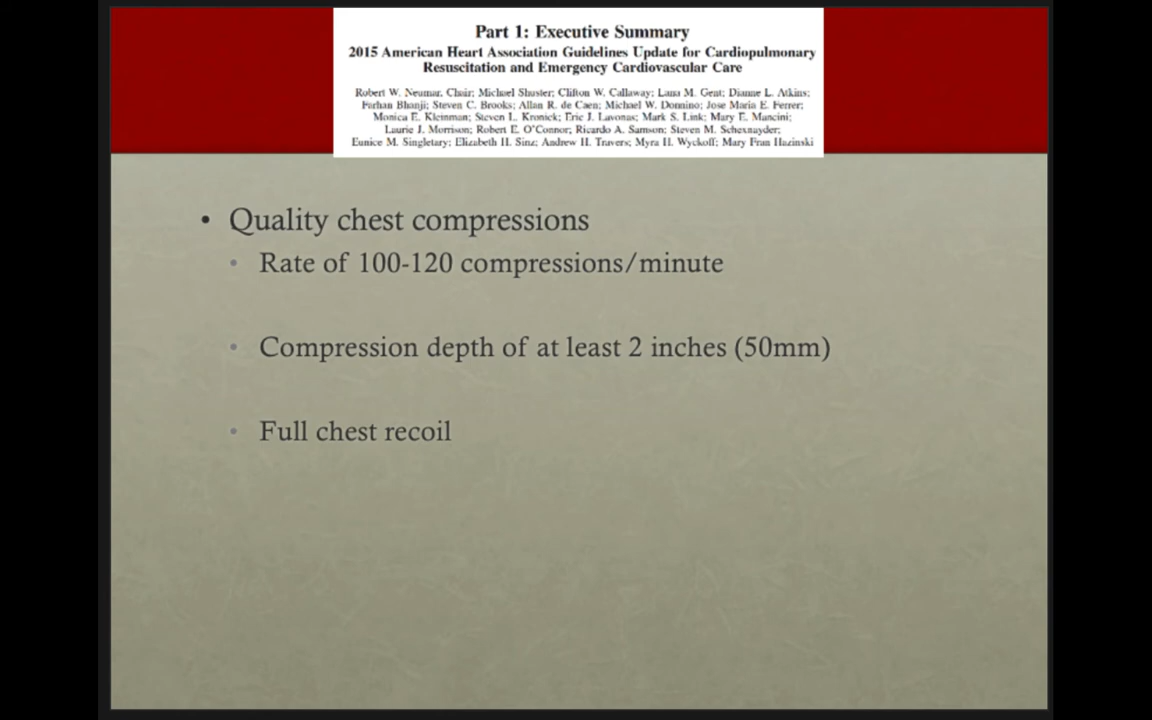 Part 1: Executive Summary
2015 American Heart Association Guidelines Update for Cardiopulmonary
Resuscitation and Emergency Cardiovascular Care
Robert W. Neumar, Chair; Michael Shuster; Clifton W. Callaway; Lana M. Gent; Dianne L. Atkins;
Farhan Bhanji; Steven C. Brooks; Allan R. de Caen; Michael W. Donnino; Jose Maria E. Ferrer;
Monica E. Kleinman; Steven L. Kronick; Eric J. Lavonas; Mark S. Link; Mary E. Mancini;
Laurie J. Morrison; Robert E. O'Connor; Ricardo A. Samson; Steven M. Schexnayder;
Eunice M. Singletary; Elizabeth H. Sinz; Andrew H. Travers; Myra H. Wyckoff; Mary Fran Hazinski
• Quality chest compressions
• Rate of 100-120 compressions/minute
• Compression depth of at least 2 inches (50mm)
• Full chest recoil